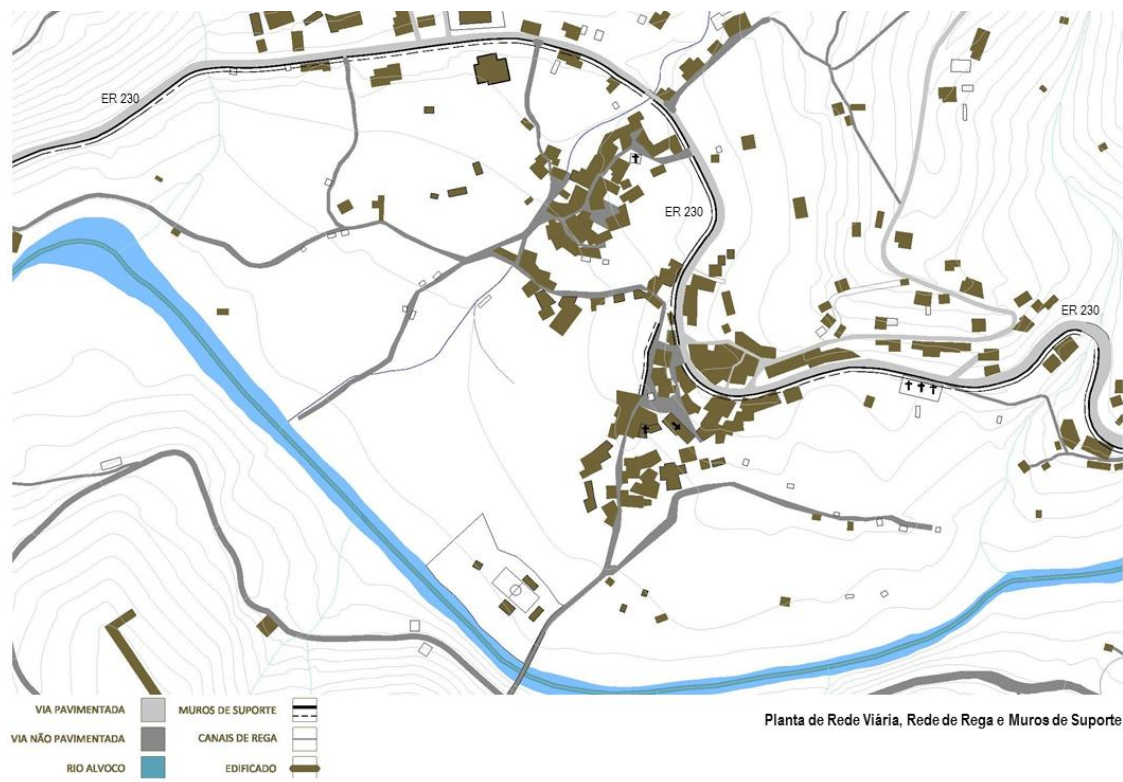 ER 230
ER 230
ER 230
VIA PAVIMENTADA
MUROS DE SUPORTE
VIA NÃO PAVIMENTADA
CANAIS DE REGA
RIO ALVOCO
EDIFICADO
Planta de Rede Viária, Rede de Rega e Muros de Suporte